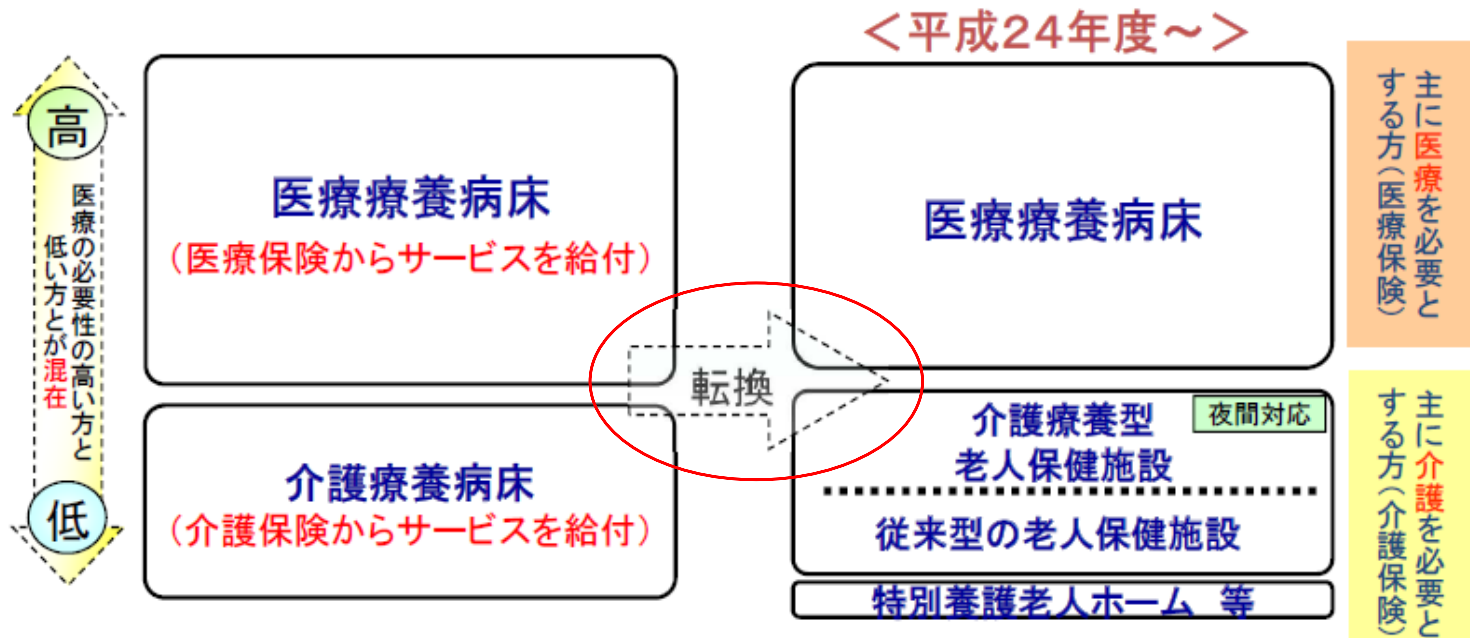 ＜平成24年度～＞
高
医療の必要性の高い方と
低い方とが混在
低
医療療養病床
（医療保険からサービスを給付）
介護療養病床
（介護保険からサービスを給付）
転換
医療療養病床
介護療養型
老人保健施設
夜間対応
従来型の老人保健施設
特別養護老人ホーム 等
主に医療を必要と
する方（医療保険）
主に介護を必要と
する方（介護保険）